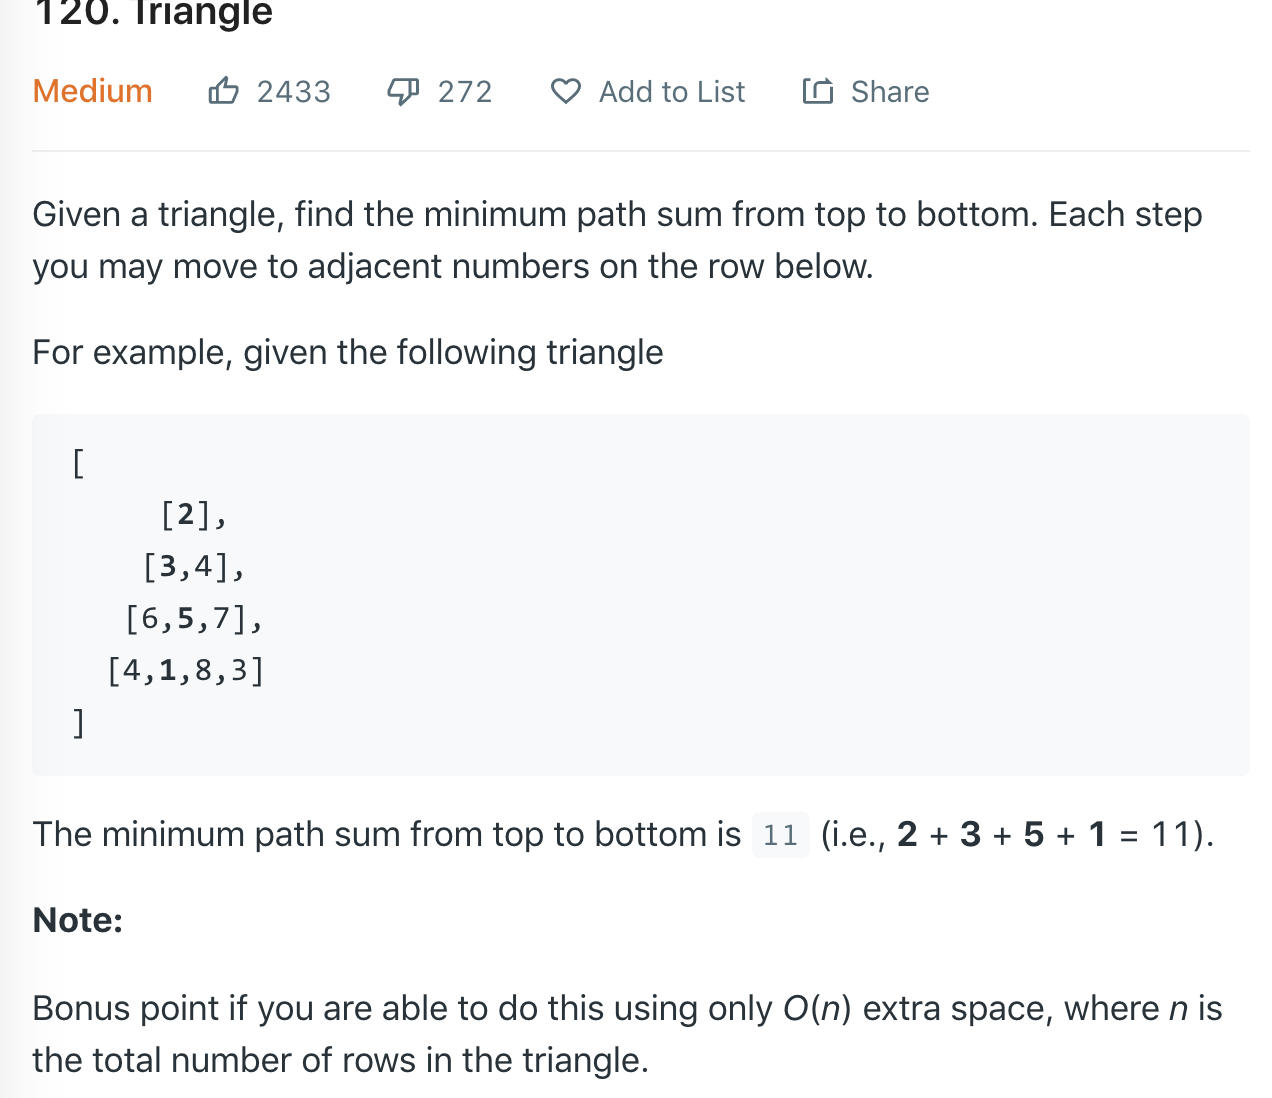 120. Triangle
Medium 2433 272 Add to List Share
Given a triangle, find the minimum path sum from top to bottom. Each step
you may move to adjacent numbers on the row below.
For example, given the following triangle
[
[2],
[3,4],
[6,5,7],
[4,1,8,3]
]
The minimum path sum from top to bottom is 11 (i.e., 2 + 3 + 5 + 1 = 11).
Note:
Bonus point if you are able to do this using only O(n) extra space, where n is
the total number of rows in the triangle.